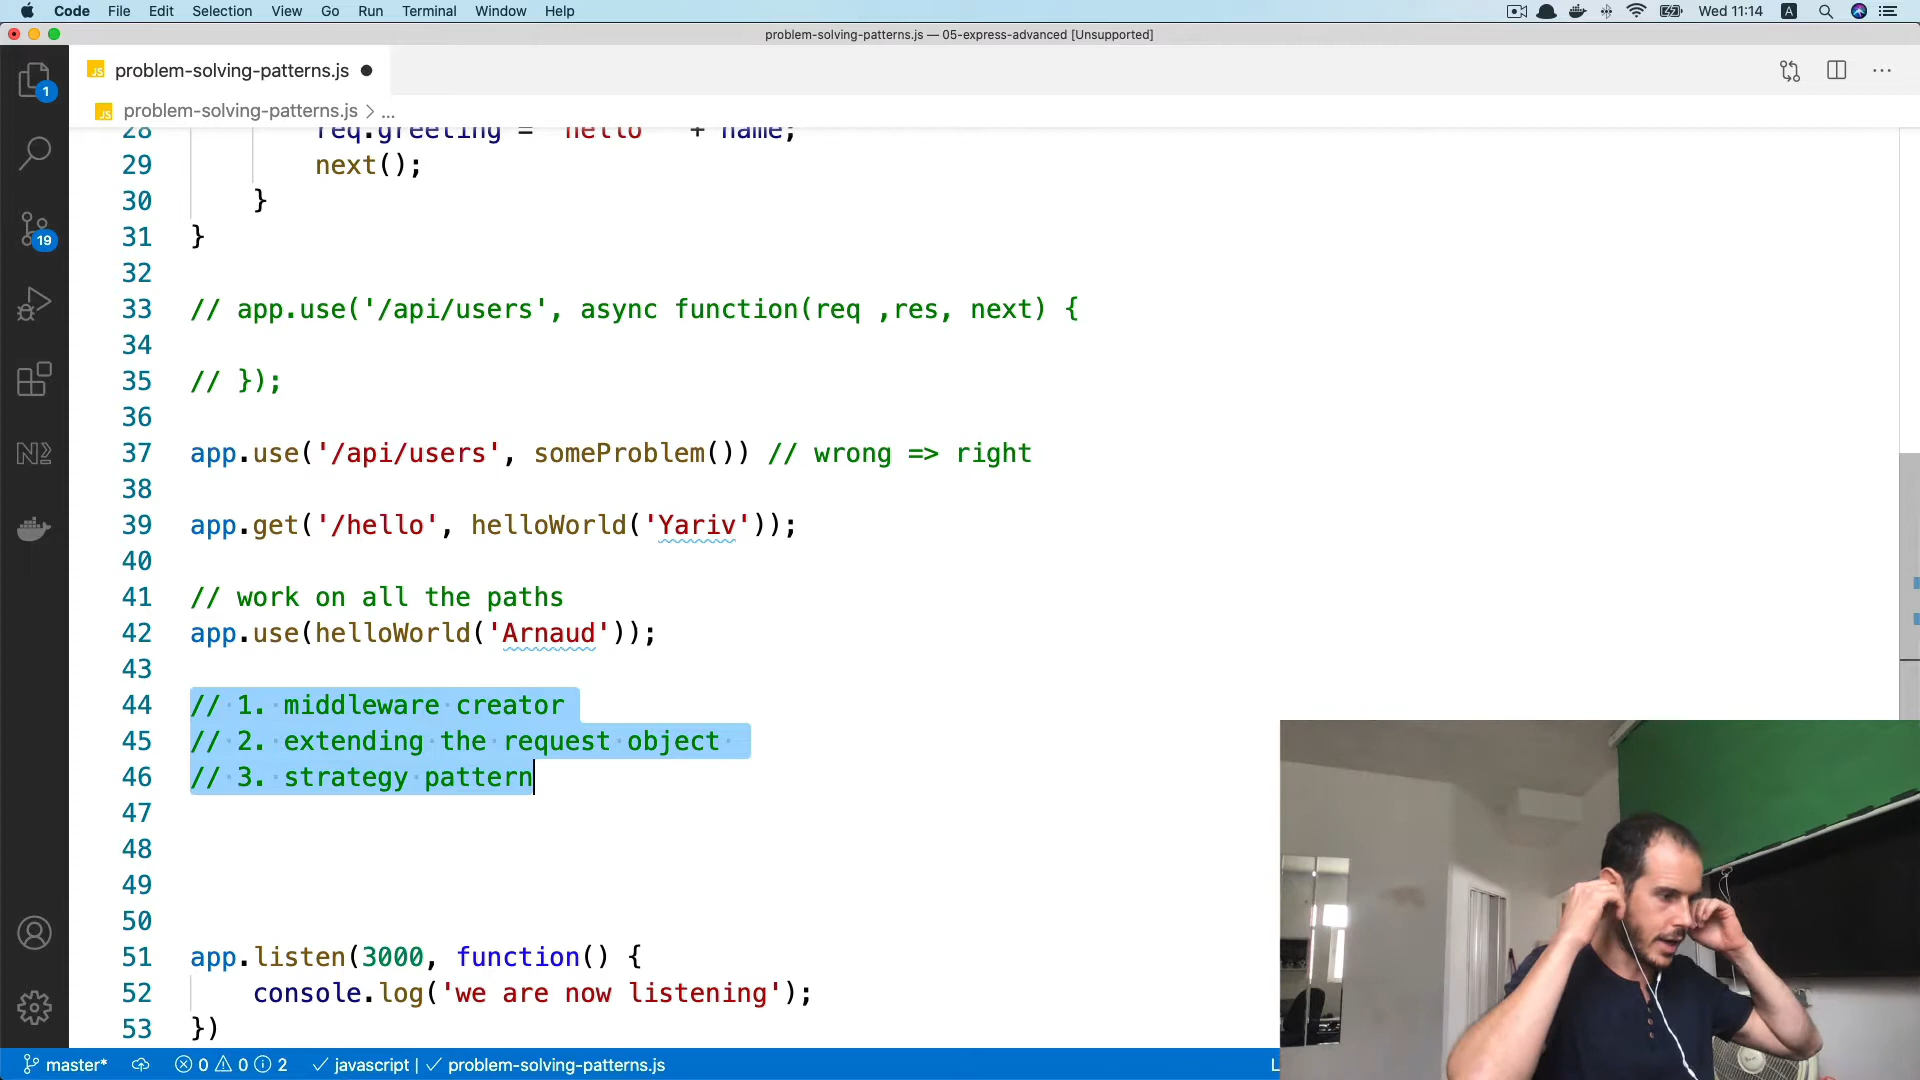 Code File Edit Selection View Go Run Terminal Window Help Wed 11:14 A
problem-solving-patterns.js — 05-express-advanced [Unsupported]
JS problem-solving-patterns.js
JS problem-solving-patterns.js > ...
1
19
28 req.greeting = 'hello ' + name;
29 next();
30 }
31 }
32
33 // app.use('/api/users', async function(req ,res, next) {
34
35 // });
36
37 app.use('/api/users', someProblem()) // wrong => right
38
39 app.get('/hello', helloWorld('Yariv'));
40
41 // work on all the paths
42 app.use(helloWorld('Arnaud'));
43
44 // 1. middleware creator
45 // 2. extending the request object
46 // 3. strategy pattern
47
48
49
50
51 app.listen(3000, function() {
52 console.log('we are now listening');
53 })
master* 0 0 2 javascript | problem-solving-patterns.js